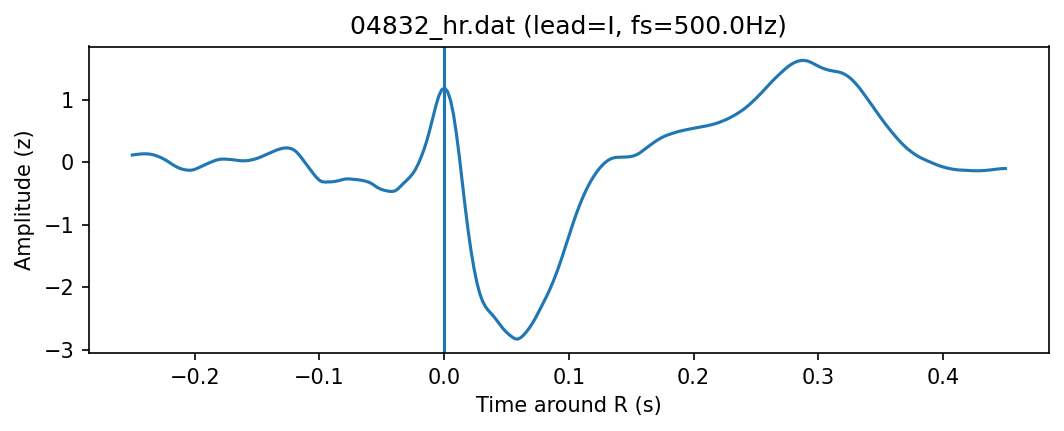 04832_hr.dat (lead=I, fs=500.0Hz)
Amplitude (z)
1
0
−1
−2
−3
−0.2 −0.1 0.0 0.1 0.2 0.3 0.4
Time around R (s)